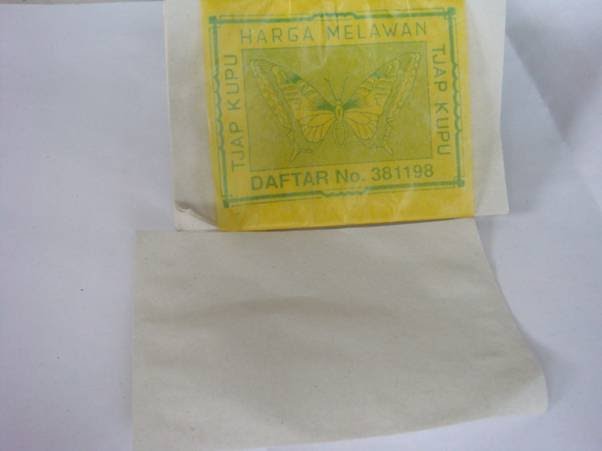 HARGA MELAWAN
TJAP KUPU
TJAP KUPU
DAFTAR No. 381198